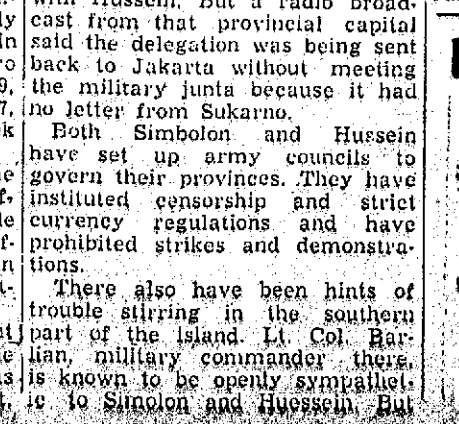 with Hussein. But a radio broad-
cast from that provincial capital
said the delegation was being sent
back to Jakarta without meeting
the military junta because it had
no letter from Sukarno.
Both Simbolon and Hussein
have set up army councils to
govern their provinces. They have
instituted censorship and strict
currency regulations and have
prohibited strikes and demonstra-
tions.
There also have been hints of
trouble stirring in the southern
part of the island. Lt. Col. Bar-
lian, military commander there,
is known to be openly sympathet-
ic to Simolon and Huessein. But